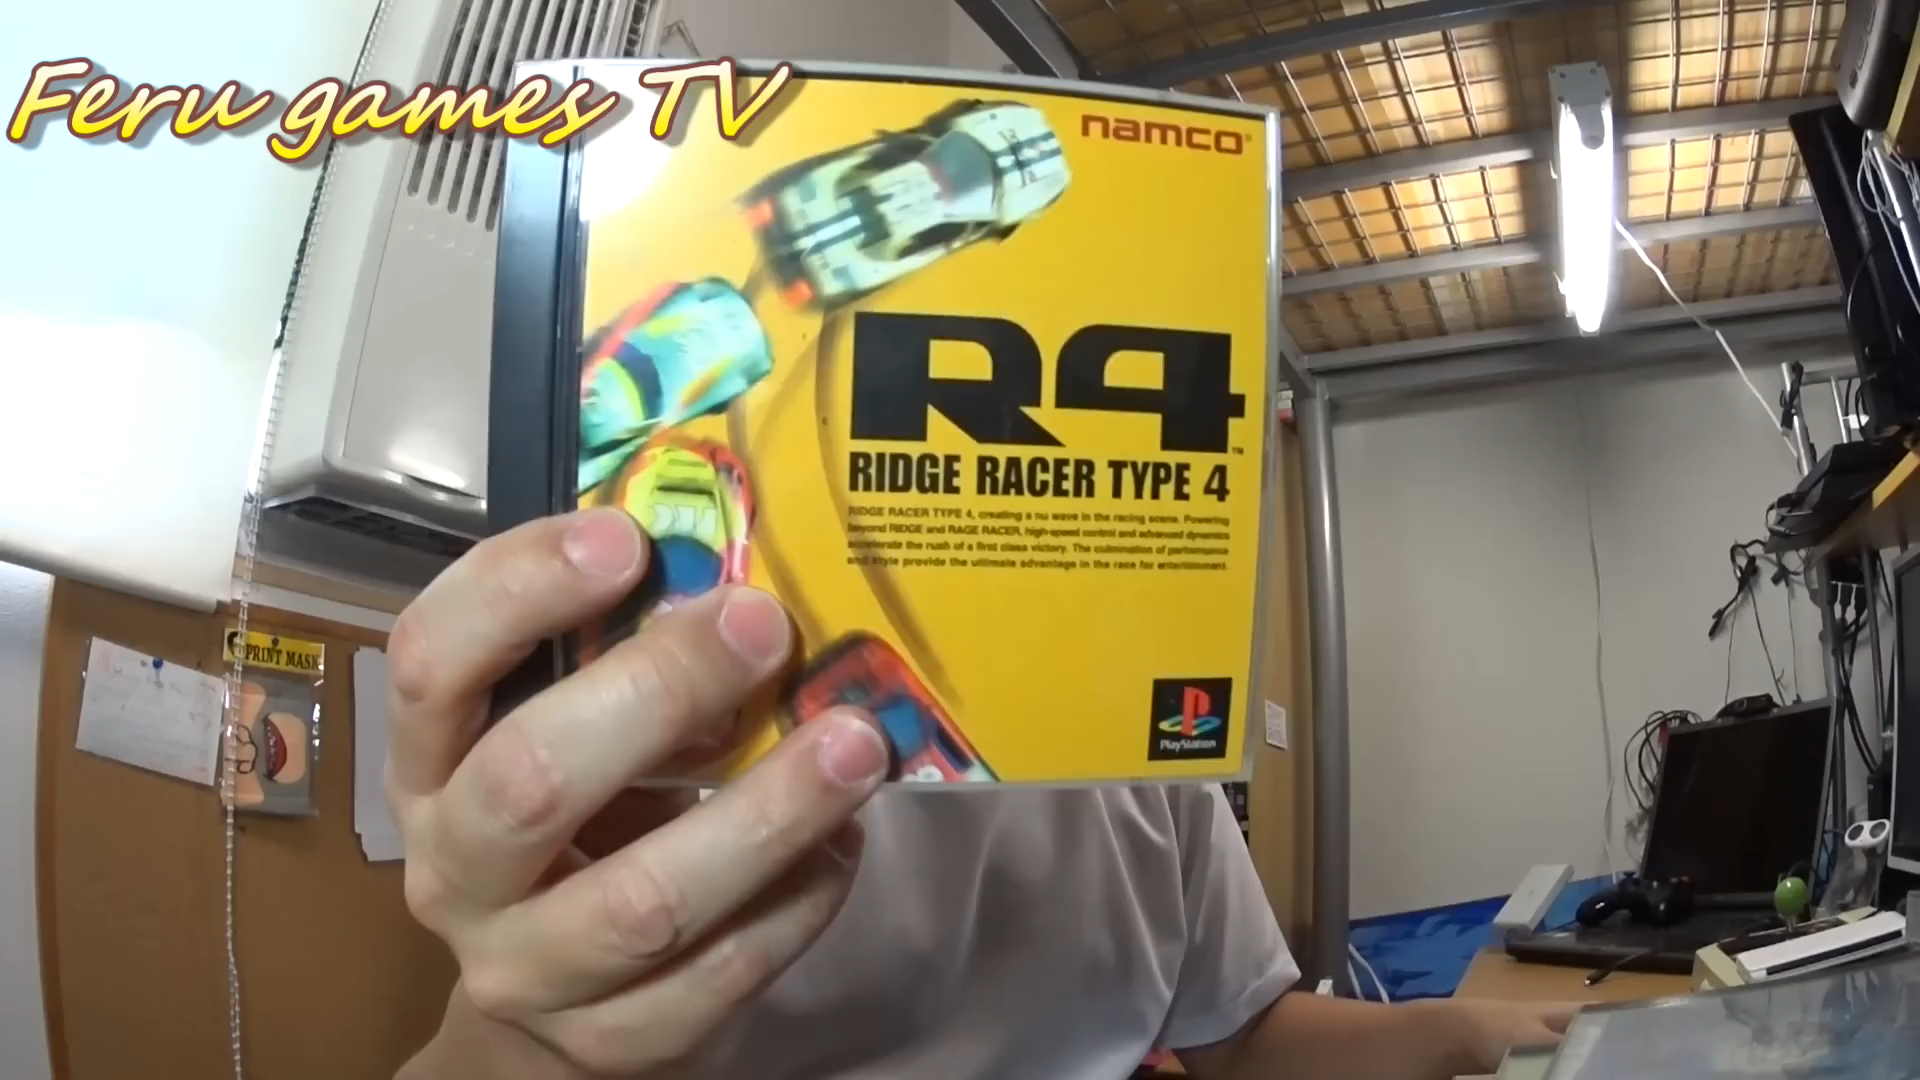 Feru games TV
namco
R4
RIDGE RACER TYPE 4
RIDGE RACER TYPE 4, creating a nu wave in the racing scene. Powering
beyond RIDGE and RAGE RACER, high-speed control and advanced dynamics
accelerate the rush of a first class victory. The culmination of performance
and style provide the ultimate advantage in the race for entertainment.
PlayStation
PRINT MASK